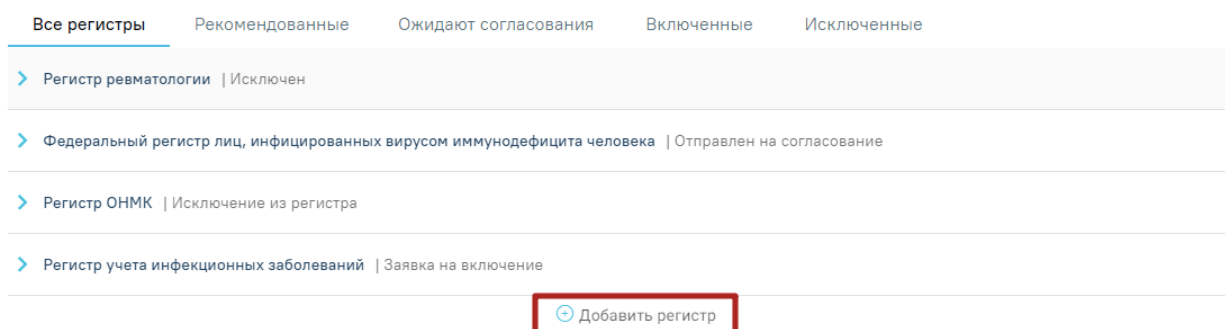 Все регистры Рекомендованные Ожидают согласования Включенные Исключенные
Регистр ревматологии | Исключен
Федеральный регистр лиц, инфицированных вирусом иммунодефицита человека | Отправлен на согласование
Регистр ОНМК | Исключение из регистра
Регистр учета инфекционных заболеваний | Заявка на включение
Добавить регистр